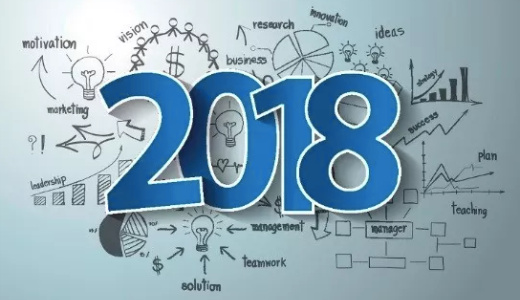 innovation
vision
research
motivation
business
ideas
strategy
marketing
2018
success
?!
plan
leadership
teaching
management
manager
$
teamwork
solution